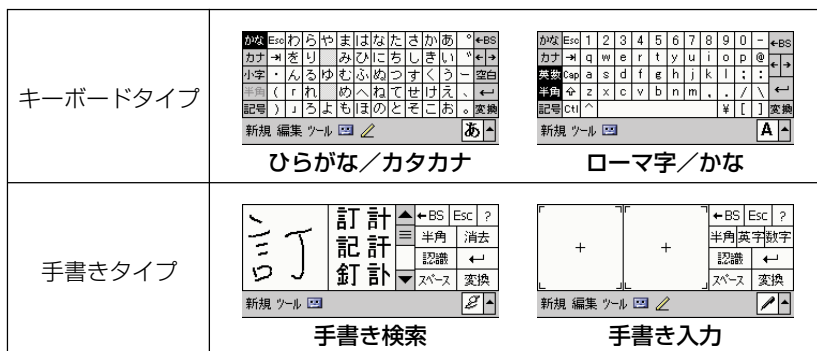 キーボードタイプ
かな Esc わ ら や ま は な た さ か あ ゜ ←BS
カナ →| を り み ひ に ち し き い ゛ ← →
小字 ・ ん る ゆ む ふ ぬ つ す く う ー 空白
半角 ( 「 れ め へ ね て せ け え 、 ↵
記号 ) 」 ろ よ も ほ の と そ こ お 。 変換
新規 編集 ツール あ
ひらがな／カタカナ
かな Esc 1 2 3 4 5 6 7 8 9 0 - ←BS
カナ →| q w e r t y u i o p @ ← →
英数 Cap a s d f g h j k l ; :
半角 ⇧ z x c v b n m , . / \ ↵
記号 Ctl ^ ¥ [ ] 変換
新規 ツール A
ローマ字／かな
手書きタイプ
訂
訂 計
記 訐
釘 訃
←BS Esc ?
半角 消去
認識 ↵
スペース 変換
新規 ツール
手書き検索
←BS Esc ?
半角 英字 数字
認識 ↵
スペース 変換
新規 編集 ツール
手書き入力